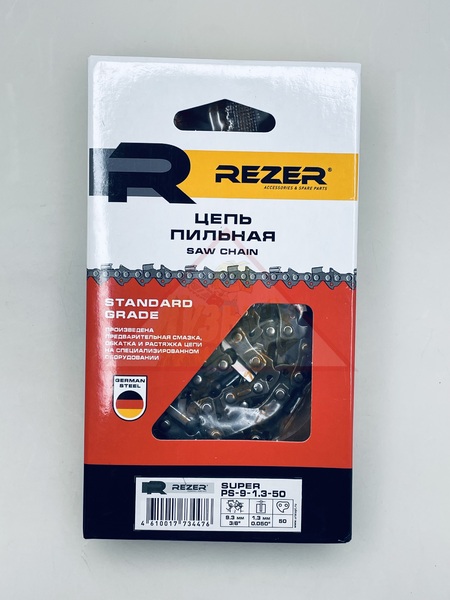 REZER®
ACCESSORIES & SPARE PARTS
ЦЕПЬ
ПИЛЬНАЯ
SAW CHAIN
STANDARD
GRADE
ПРОИЗВЕДЕНА
ПРЕДВАРИТЕЛЬНАЯ СМАЗКА,
ОБКАТКА И РАСТЯЖКА ЦЕПИ
НА СПЕЦИАЛИЗИРОВАННОМ
ОБОРУДОВАНИИ
GERMAN
STEEL
REZER
SUPER
PS-9-1.3-50
9.3 мм
3/8"
1.3 мм
0.050"
50
4 610017 734476